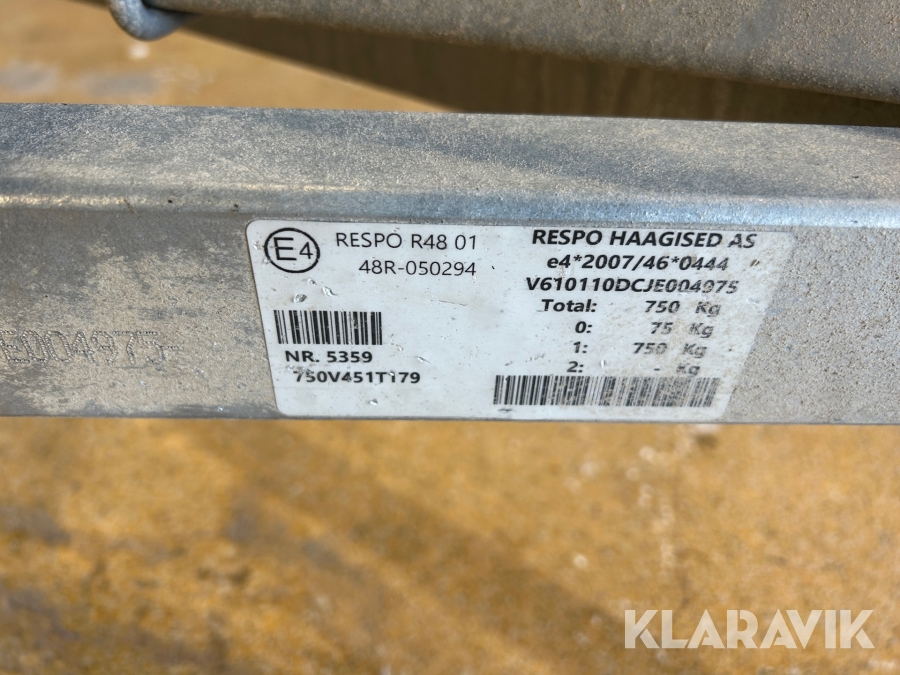 E4
RESPO R48 01
48R-050294
NR. 5359
750V451T179
RESPO HAAGISED AS
e4*2007/46*0444
V610110DCJE004975
Total: 750 Kg
0: 75 Kg
1: 750 Kg
2: - Kg
E004975
KLARAVIK